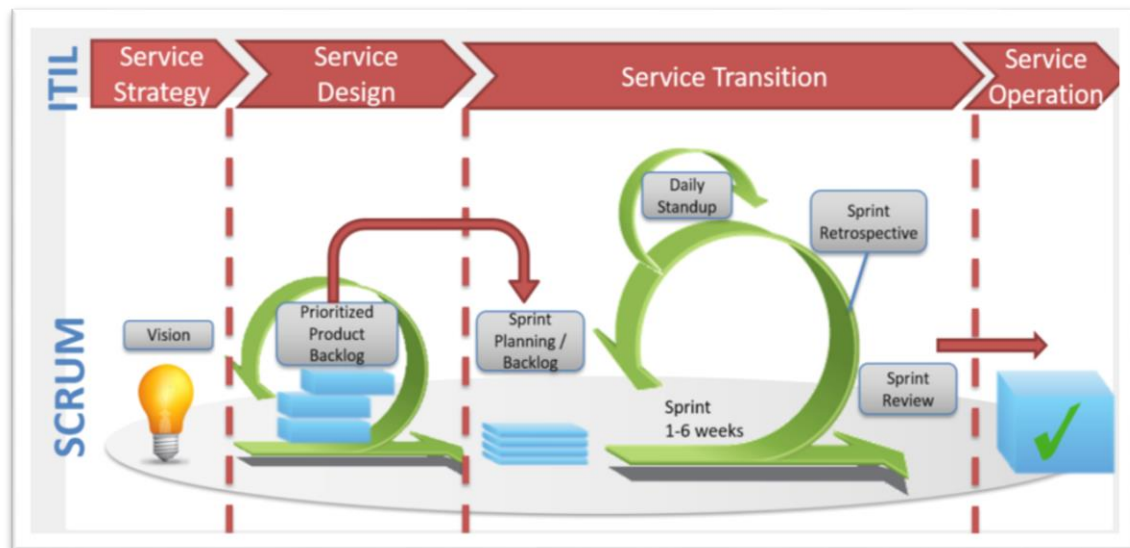 ITIL
Service
Strategy
Service
Design
Service Transition
Service
Operation
SCRUM
Vision
Prioritized
Product
Backlog
Sprint
Planning /
Backlog
Daily
Standup
Sprint
Retrospective
Sprint
1-6 weeks
Sprint
Review